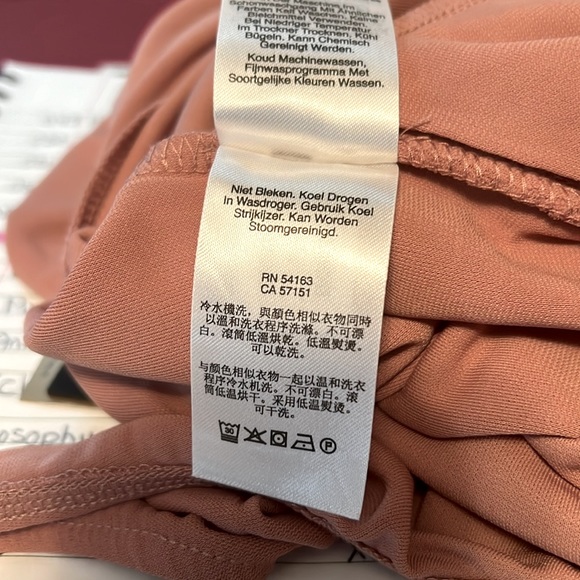 Schonwaschgang Mit Ähnlichen
Farben Kalt Waschen. Keine
Bleichmittel Verwenden.
Bei Niedriger Temperatur
Im Trockner Trocknen. Kühl
Bügeln. Kann Chemisch
Gereinigt Werden.
Koud Machinewassen,
Fijnwasprogramma Met
Soortgelijke Kleuren Wassen.
Niet Bleken. Koel Drogen
In Wasdroger. Gebruik Koel
Strijkijzer. Kan Worden
Stoomgereinigd.
RN 54163
CA 57151
冷水機洗，與顏色相似衣物同時
以溫和洗衣程序洗滌。不可漂
白。滾筒低溫烘乾。低溫熨燙。
可以乾洗。
与颜色相似衣物一起以温和洗衣
程序冷水机洗。不可漂白。滚
筒低温烘干。采用低温熨烫。
可干洗。
30 P